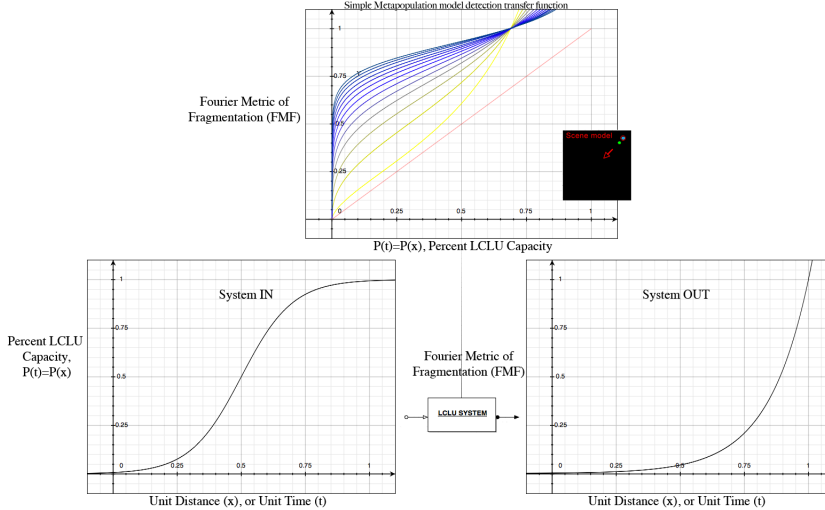 Simple Metapopulation model detection transfer function
1
0.75
Fourier Metric of
Fragmentation (FMF)
0.5
0.25
0
0.25
0.5
0.75
1
Scene model
P(t)=P(x), Percent LCLU Capacity
System IN
1
0.75
Percent LCLU
Capacity,
P(t)=P(x)
0.5
0.25
0
0.25
0.5
0.75
1
Unit Distance (x), or Unit Time (t)
Fourier Metric of
Fragmentation (FMF)
LCLU SYSTEM
System OUT
1
0.75
0.5
0.25
0
0.25
0.5
0.75
1
Unit Distance (x), or Unit Time (t)